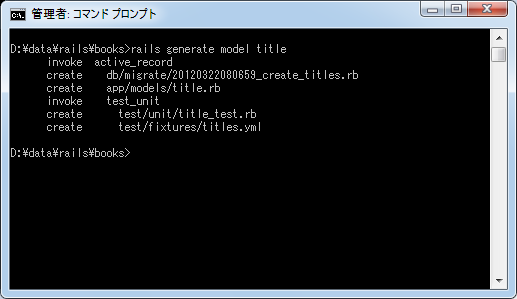 管理者: コマンド プロンプト
D:¥data¥rails¥books>rails generate model title
invoke active_record
create db/migrate/20120322080659_create_titles.rb
create app/models/title.rb
invoke test_unit
create test/unit/title_test.rb
create test/fixtures/titles.yml
D:¥data¥rails¥books>